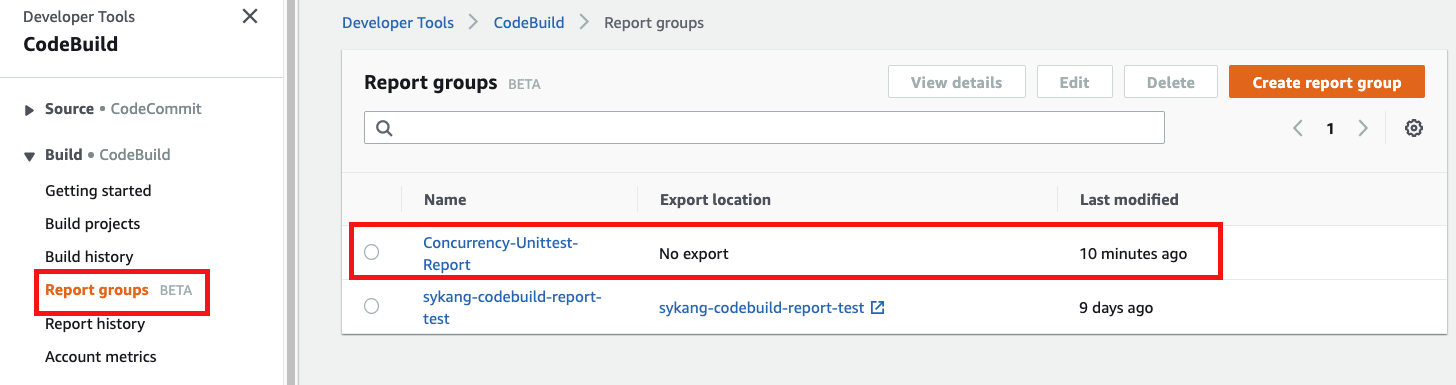 Developer Tools
CodeBuild
Source • CodeCommit
Build • CodeBuild
Getting started
Build projects
Build history
Report groups BETA
Report history
Account metrics
Developer Tools > CodeBuild > Report groups
Report groups BETA
View details Edit Delete Create report group
1
Name Export location Last modified
Concurrency-Unittest-
Report
No export
10 minutes ago
sykang-codebuild-report-
test
sykang-codebuild-report-test
9 days ago